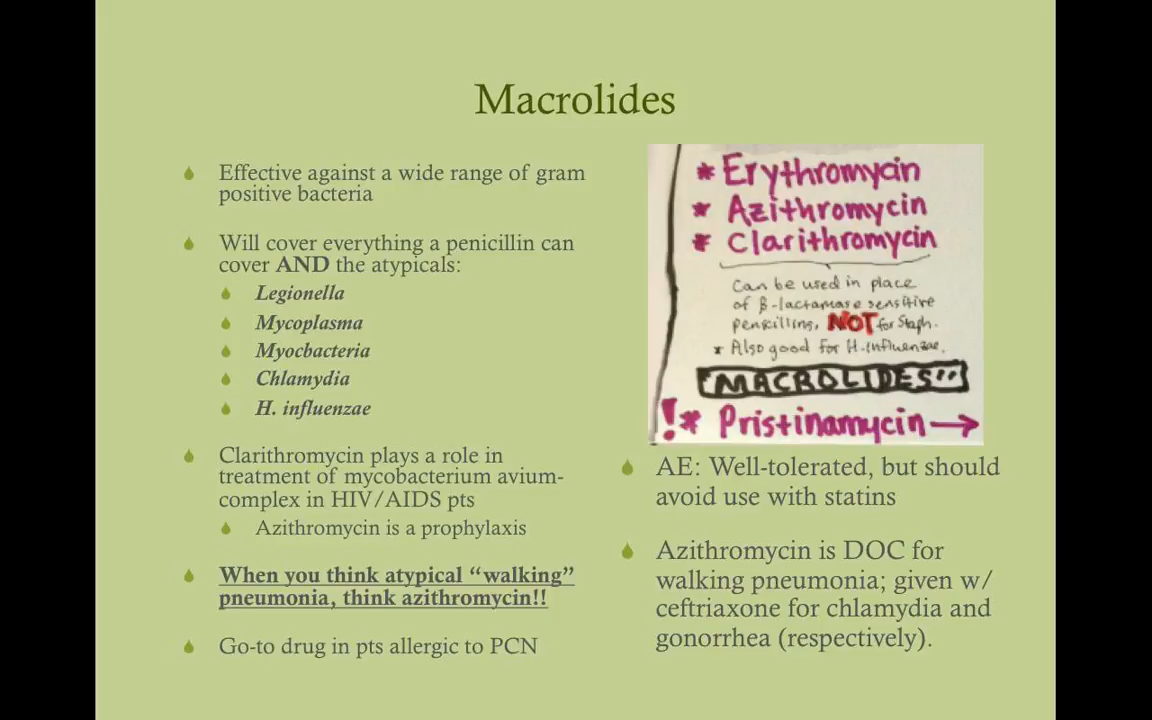 Macrolides
Effective against a wide range of gram
positive bacteria
Will cover everything a penicillin can
cover AND the atypicals:
Legionella
Mycoplasma
Myocbacteria
Chlamydia
H. influenzae
Clarithromycin plays a role in
treatment of mycobacterium avium-
complex in HIV/AIDS pts
Azithromycin is a prophylaxis
When you think atypical “walking”
pneumonia, think azithromycin!!
Go-to drug in pts allergic to PCN
* Erythromycin
* Azithromycin
* Clarithromycin
Can be used in place
of β-lactamase sensitive
penicillins, NOT for Staph.
* Also good for H. influenzae.
"MACROLIDES"
!* Pristinamycin →
AE: Well-tolerated, but should
avoid use with statins
Azithromycin is DOC for
walking pneumonia; given w/
ceftriaxone for chlamydia and
gonorrhea (respectively).